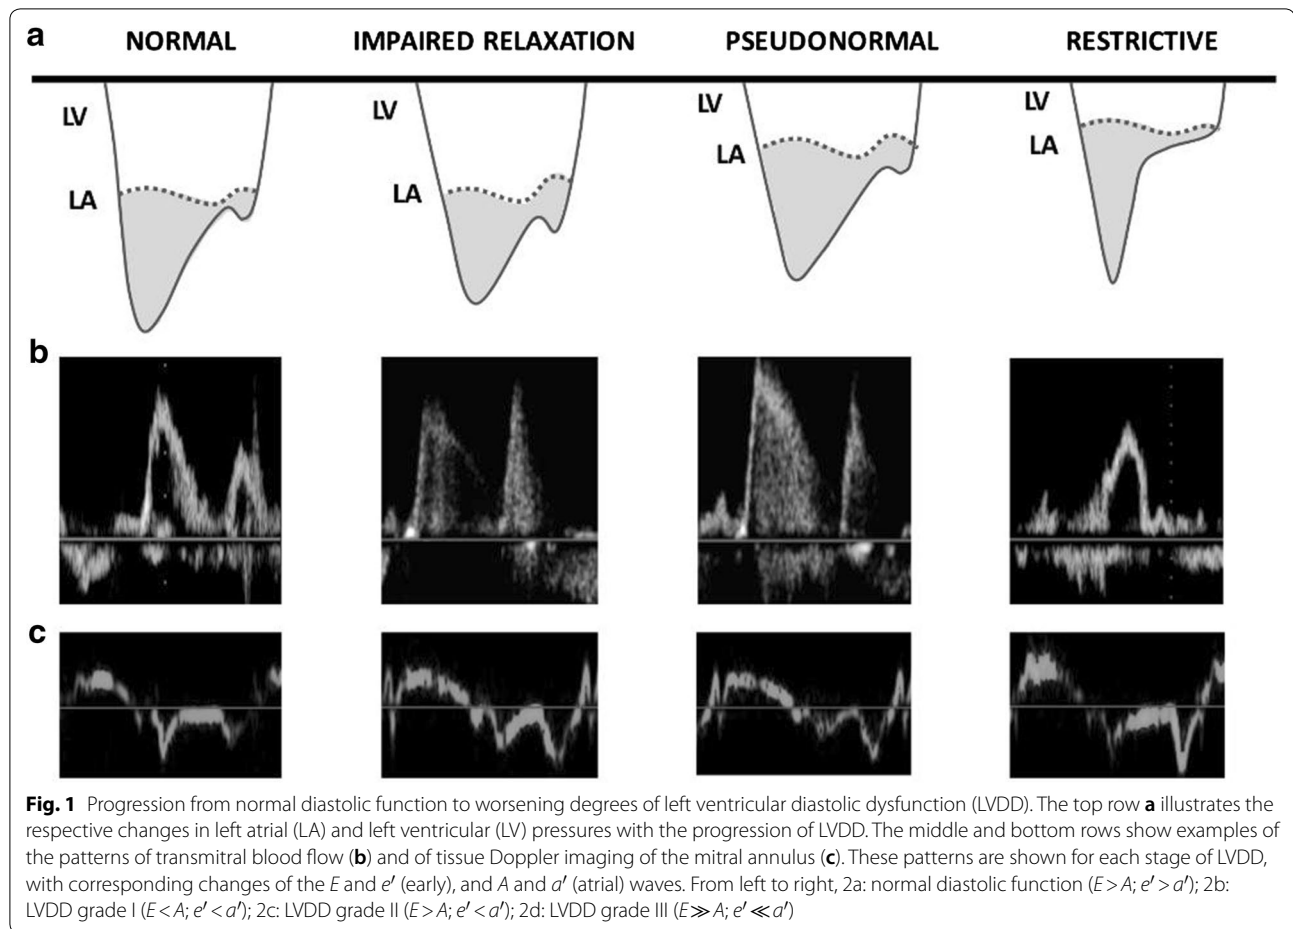 a
NORMAL IMPAIRED RELAXATION PSEUDONORMAL RESTRICTIVE
LV LV LV LV
LA LA LA LA
b
c
Fig. 1 Progression from normal diastolic function to worsening degrees of left ventricular diastolic dysfunction (LVDD). The top row a illustrates the
respective changes in left atrial (LA) and left ventricular (LV) pressures with the progression of LVDD. The middle and bottom rows show examples of
the patterns of transmitral blood flow (b) and of tissue Doppler imaging of the mitral annulus (c). These patterns are shown for each stage of LVDD,
with corresponding changes of the E and e′ (early), and A and a′ (atrial) waves. From left to right, 2a: normal diastolic function (E > A; e′ > a′); 2b:
LVDD grade I (E < A; e′ < a′); 2c: LVDD grade II (E > A; e′ < a′); 2d: LVDD grade III (E ≫ A; e′ ≪ a′)